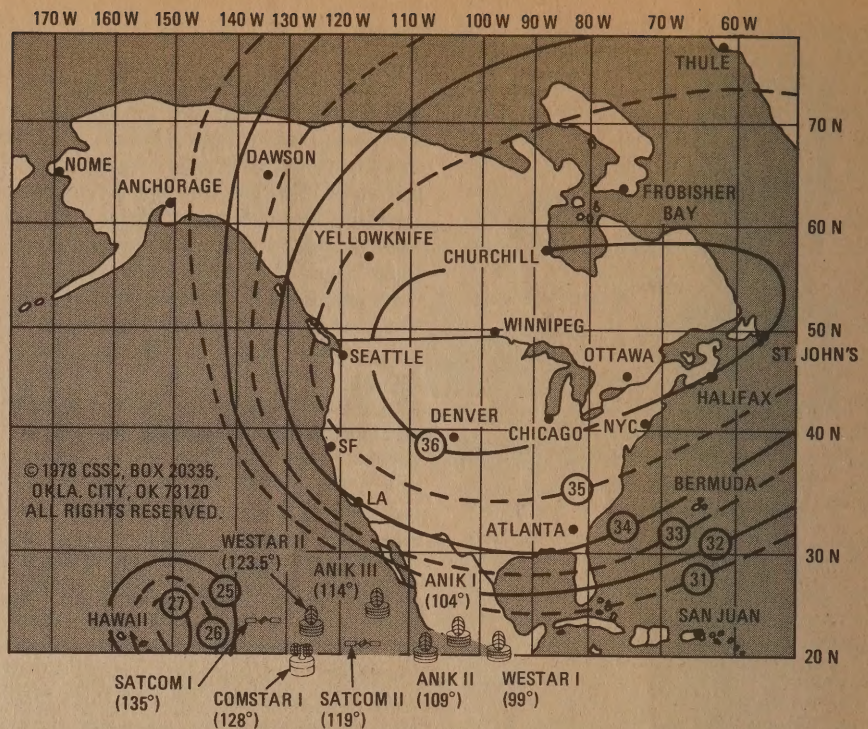 170 W 160 W 150 W 140 W 130 W 120 W 110 W 100 W 90 W 80 W 70 W 60 W
THULE
70 N
NOME
DAWSON
ANCHORAGE
FROBISHER
BAY
60 N
YELLOWKNIFE
CHURCHILL
WINNIPEG
50 N
SEATTLE
OTTAWA
ST. JOHN'S
HALIFAX
DENVER
CHICAGO
NYC
40 N
36
SF
© 1978 CSSC, BOX 20335,
OKLA. CITY, OK 73120
ALL RIGHTS RESERVED.
35
BERMUDA
LA
ATLANTA
34
33
32
31
30 N
WESTAR II
(123.5°)
ANIK III
(114°)
ANIK I
(104°)
25
27
26
HAWAII
SAN JUAN
20 N
SATCOM I
(135°)
COMSTAR I
(128°)
SATCOM II
(119°)
ANIK II
(109°)
WESTAR I
(99°)